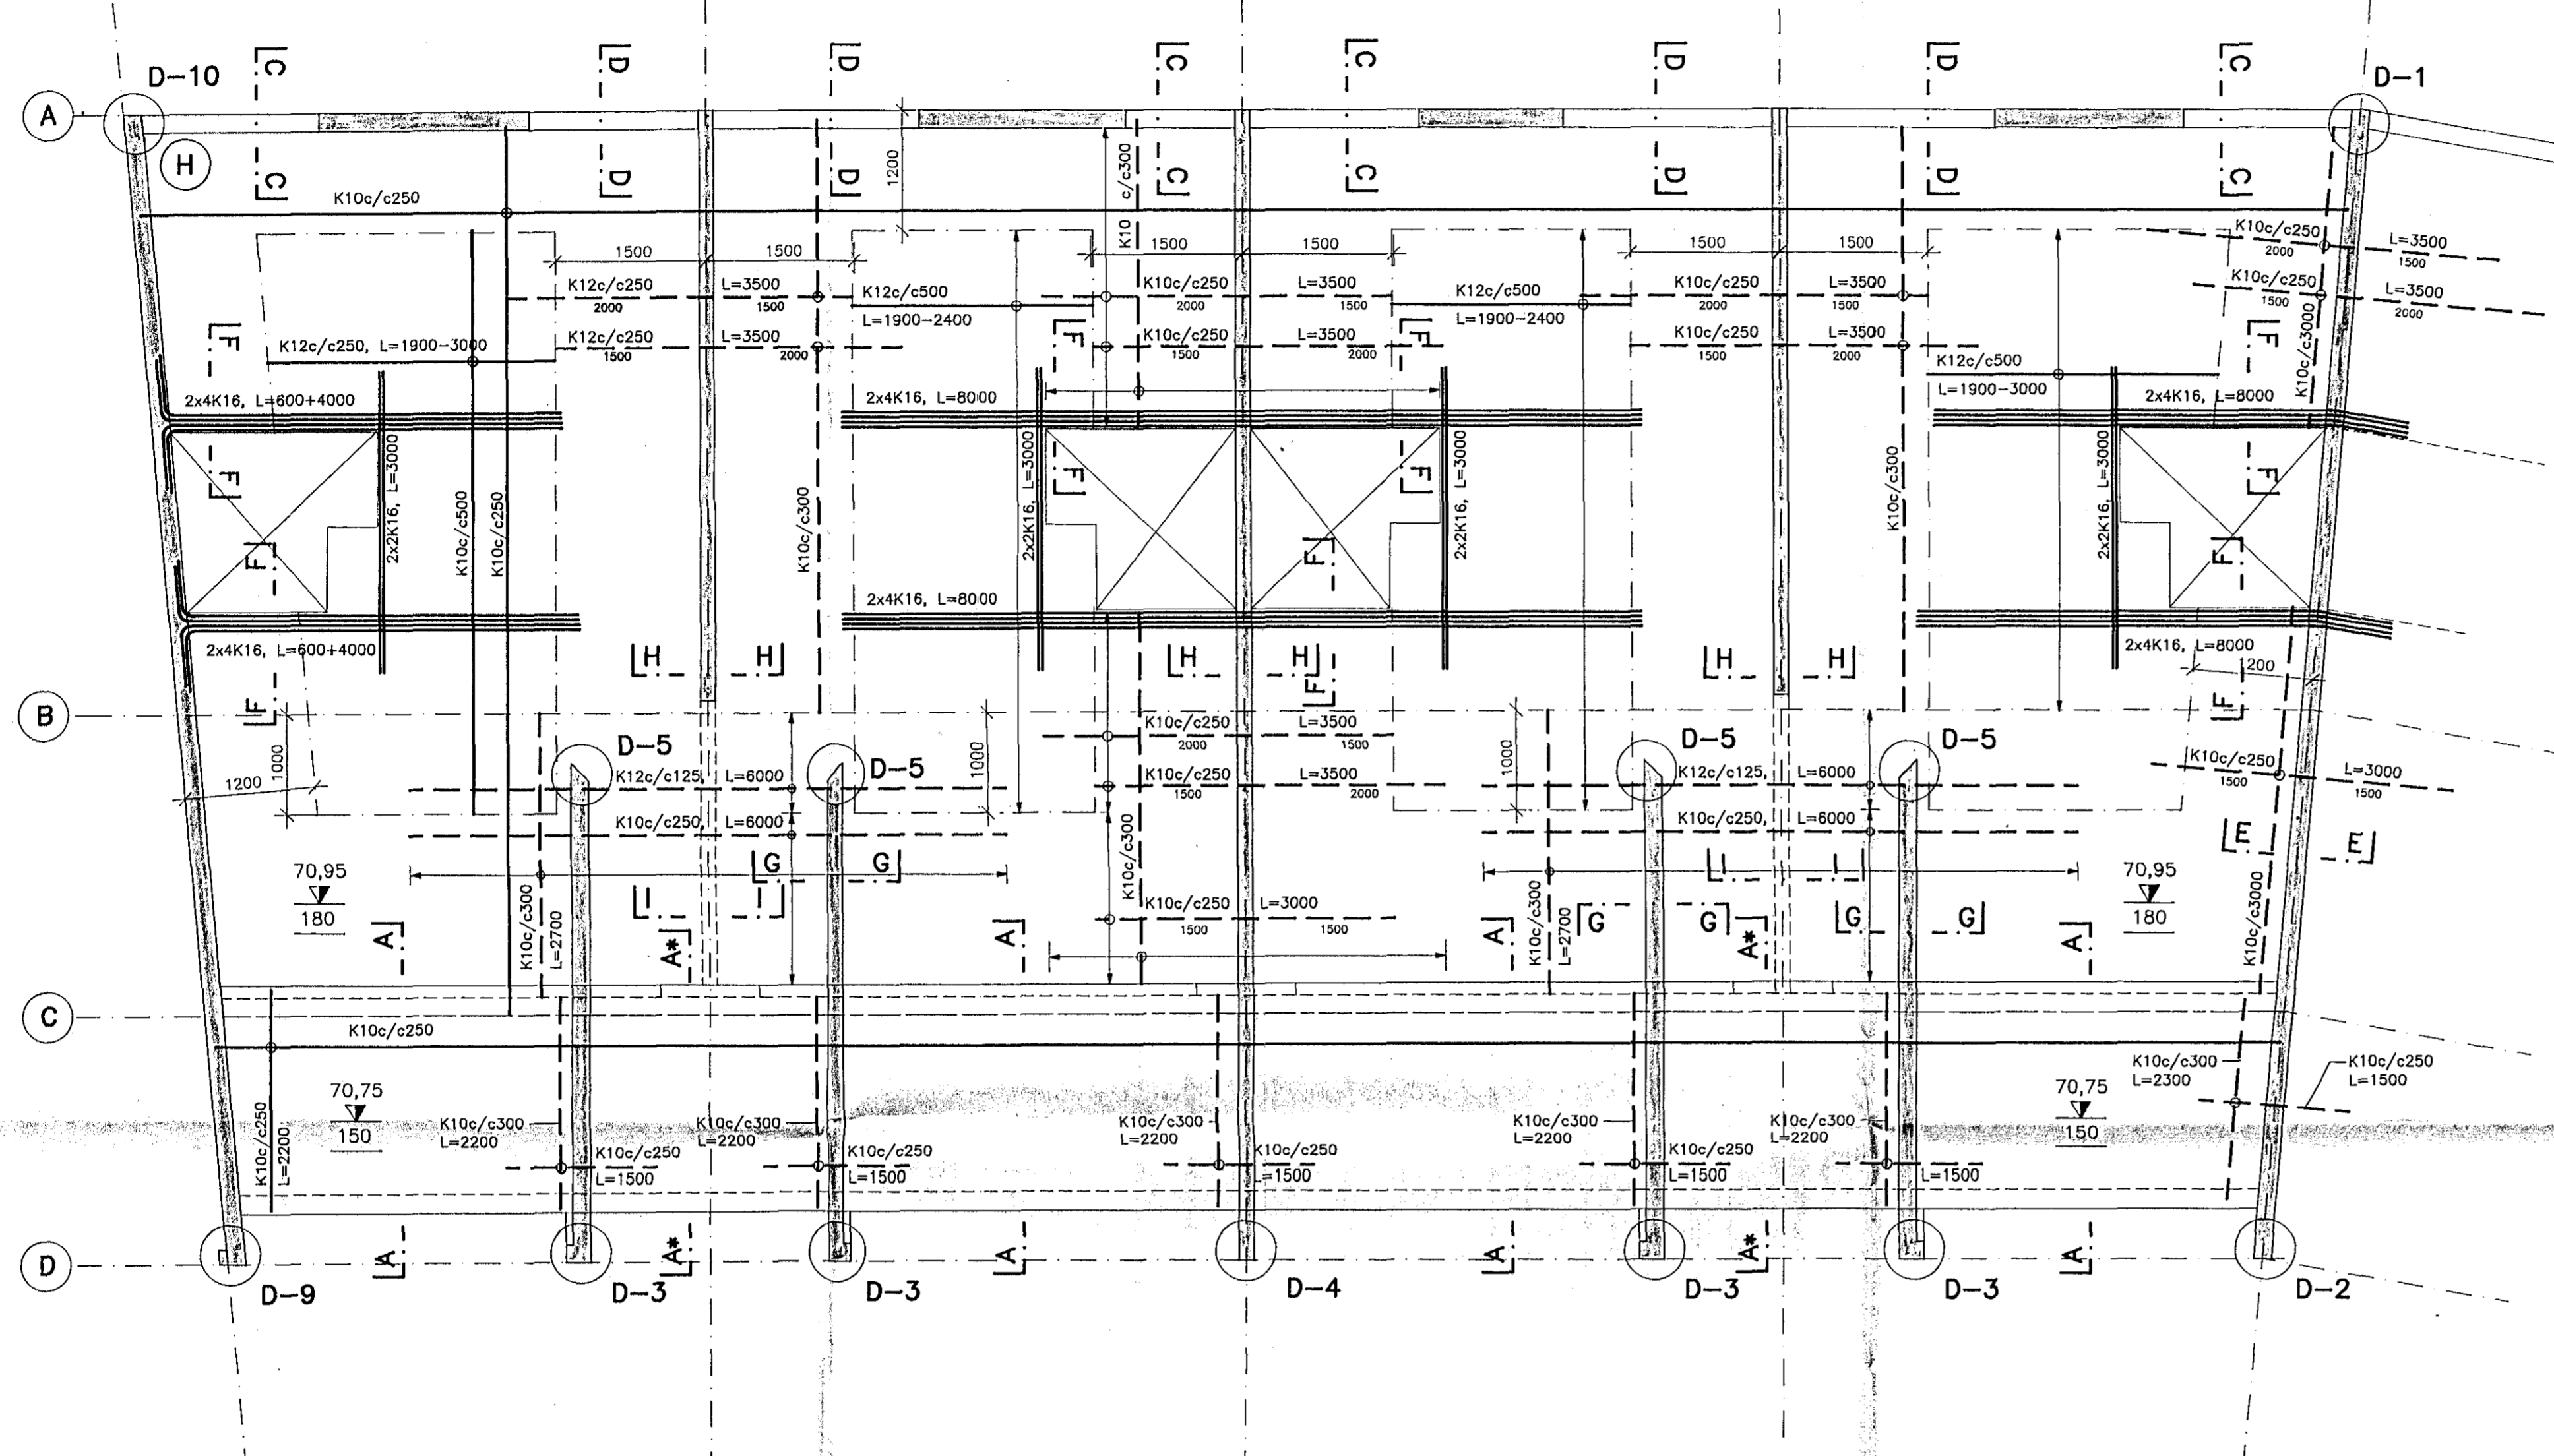 C D D C C D D C
D-10 D-1
A
H
C D D C C D D C
1200
K10 c/c300
K10c/c250
K10c/c250 L=3500
2000 1500
1500 1500 1500 1500 1500 1500
K12c/c250 L=3500
2000 1500
K12c/c500
L=1900-2400
K10c/c250 L=3500
2000 1500
K12c/c500
L=1900-2400
K10c/c250 L=3500
2000 1500
K10c/c250 L=3500
1500 2000
K10c/c3000
F F F F
K12c/c250, L=1900-3000
K12c/c250 L=3500
1500 2000
K10c/c250 L=3500
1500 2000
K10c/c250 L=3500
1500 2000
K12c/c500
L=1900-3000
2x4K16, L=600+4000
2x4K16, L=8000
2x4K16, L=8000
F F F F
2x2K16, L=3000
2x2K16, L=3000
2x2K16, L=3000
2x2K16, L=3000
K10c/c500
K10c/c250
K10c/c300
K10c/c300
F F F
2x4K16, L=8000
2x4K16, L=600+4000
2x4K16, L=8000
H H H H H H
1200
F F F
B
1000
1200
K10c/c250 L=3500
2000 1500
D-5 D-5 D-5 D-5
1000 1000
K12c/c125, L=6000
K10c/c250 L=3500
1500 2000
K12c/c125, L=6000
K10c/c250 L=3000
1500 1500
K10c/c250, L=6000
K10c/c250, L=6000
E E
G G
I I
70,95
180
K10c/c300
L=2700
K10c/c300
I I
K10c/c250 L=3000
1500 1500
K10c/c300
L=2700
G G G G
70,95
180
K10c/c3000
A A* A A A* A
C
K10c/c250
K10c/c250
L=2200
70,75
150
K10c/c300
L=2200
K10c/c300
L=2200
K10c/c300
L=2200
K10c/c300
L=2200
K10c/c300
L=2200
70,75
150
K10c/c300
L=2300
K10c/c250
L=1500
K10c/c250
L=1500
K10c/c250
L=1500
K10c/c250
L=1500
K10c/c250
L=1500
K10c/c250
L=1500
A A* A A A* A
D
D-9 D-3 D-3 D-4 D-3 D-3 D-2